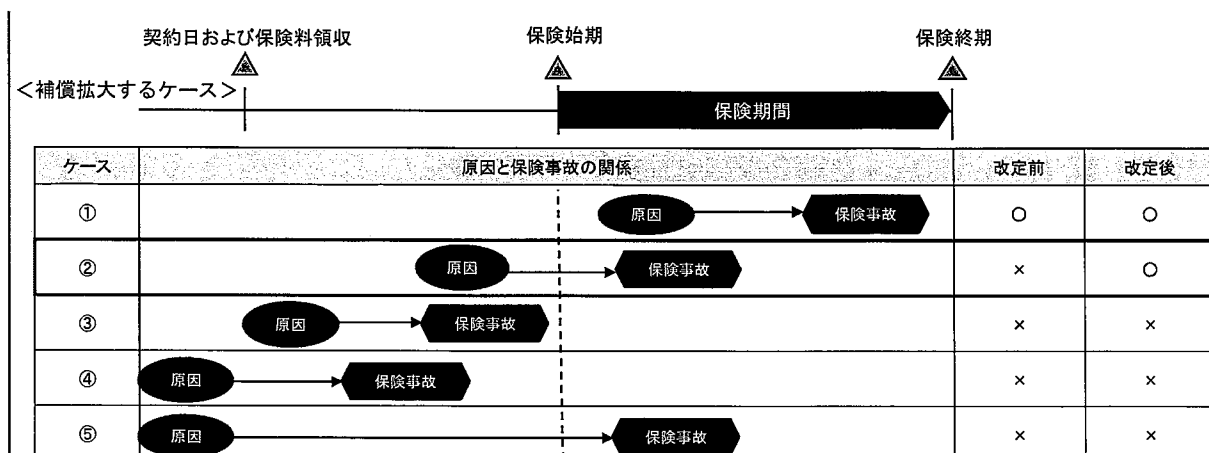 契約日および保険料領収 保険始期 保険終期
＜補償拡大するケース＞
保険期間
ケース 原因と保険事故の関係 改定前 改定後
① 原因 保険事故 ○ ○
② 原因 保険事故 × ○
③ 原因 保険事故 × ×
④ 原因 保険事故 × ×
⑤ 原因 保険事故 × ×